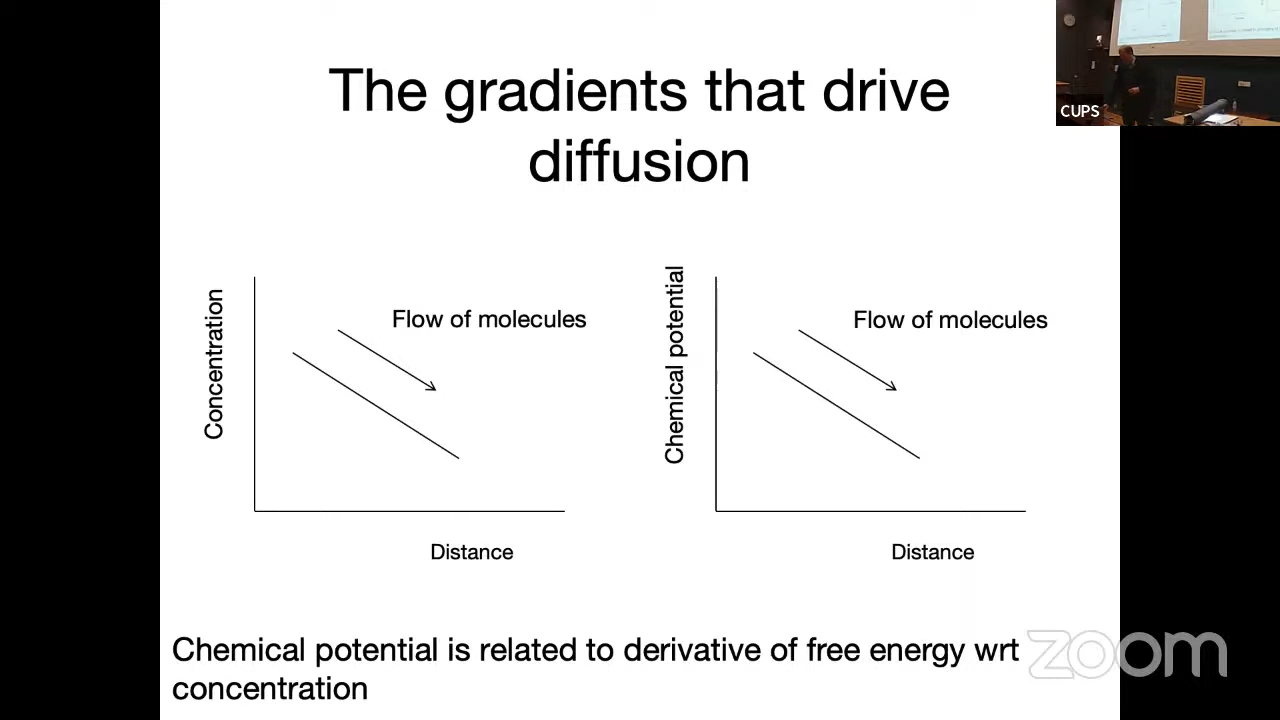 The gradients that drive
diffusion
CUPS
Concentration
Flow of molecules
Distance
Chemical potential
Flow of molecules
Distance
Chemical potential is related to derivative of free energy wrt
concentration
zoom